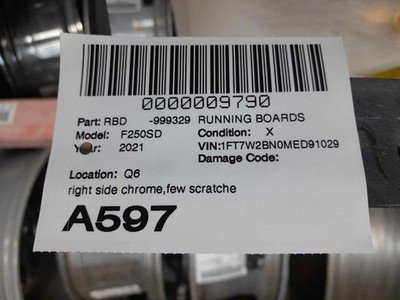 0000009790
Part: RBD -999329 RUNNING BOARDS
Model: F250SD Condition: X
Year: 2021 VIN:1FT7W2BN0MED91029
Damage Code:
Location: Q6
right side chrome,few scratche
A597